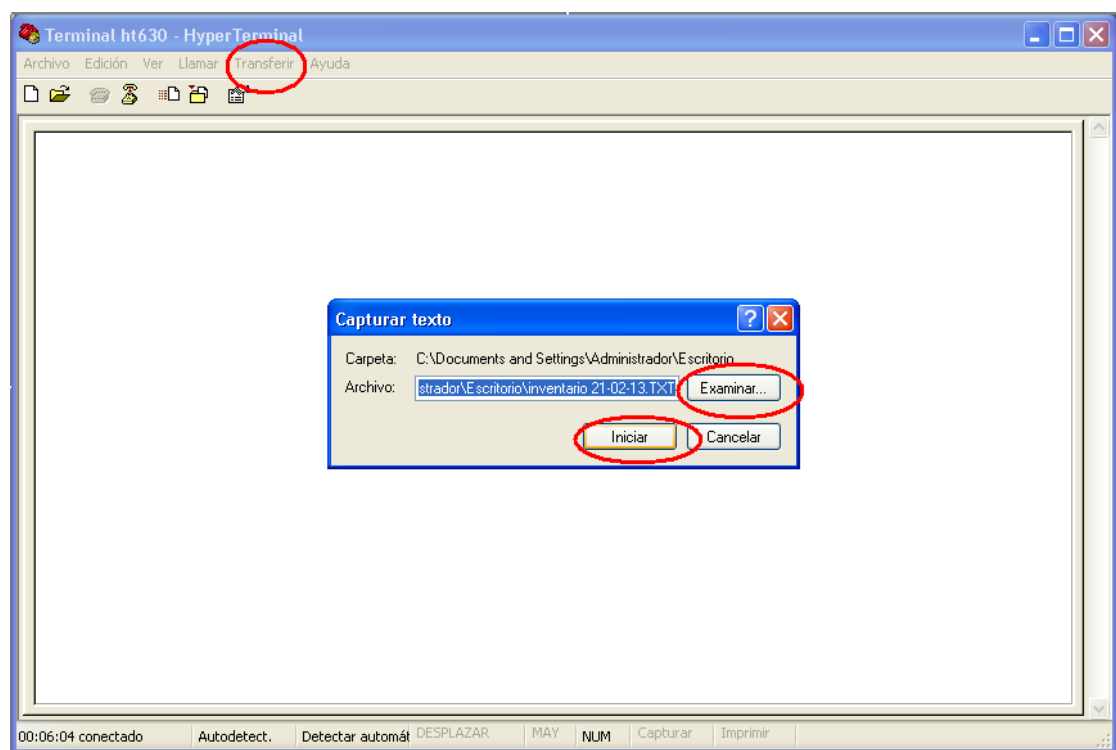 Terminal ht630 - HyperTerminal
Archivo Edición Ver Llamar Transferir Ayuda
Capturar texto
Carpeta: C:\Documents and Settings\Administrador\Escritorio
Archivo: strador\Escritorio\inventario 21-02-13.TXT Examinar...
Iniciar Cancelar
00:06:04 conectado Autodetect. Detectar automát DESPLAZAR MAY NUM Capturar Imprimir